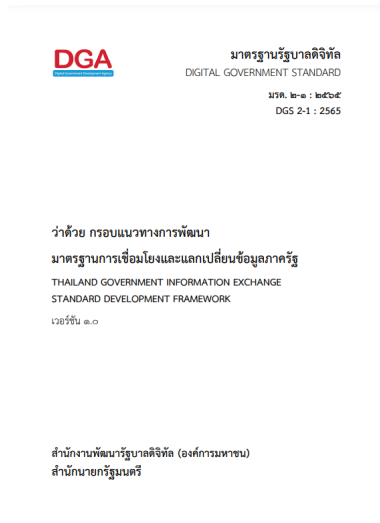 DGA
Digital Government Development Agency
มาตรฐานรัฐบาลดิจิทัล
DIGITAL GOVERNMENT STANDARD
มรด. ๒-๑ : ๒๕๖๕
DGS 2-1 : 2565
ว่าด้วย กรอบแนวทางการพัฒนา
มาตรฐานการเชื่อมโยงและแลกเปลี่ยนข้อมูลภาครัฐ
THAILAND GOVERNMENT INFORMATION EXCHANGE
STANDARD DEVELOPMENT FRAMEWORK
เวอร์ชัน ๑.๐
สำนักงานพัฒนารัฐบาลดิจิทัล (องค์การมหาชน)
สำนักนายกรัฐมนตรี